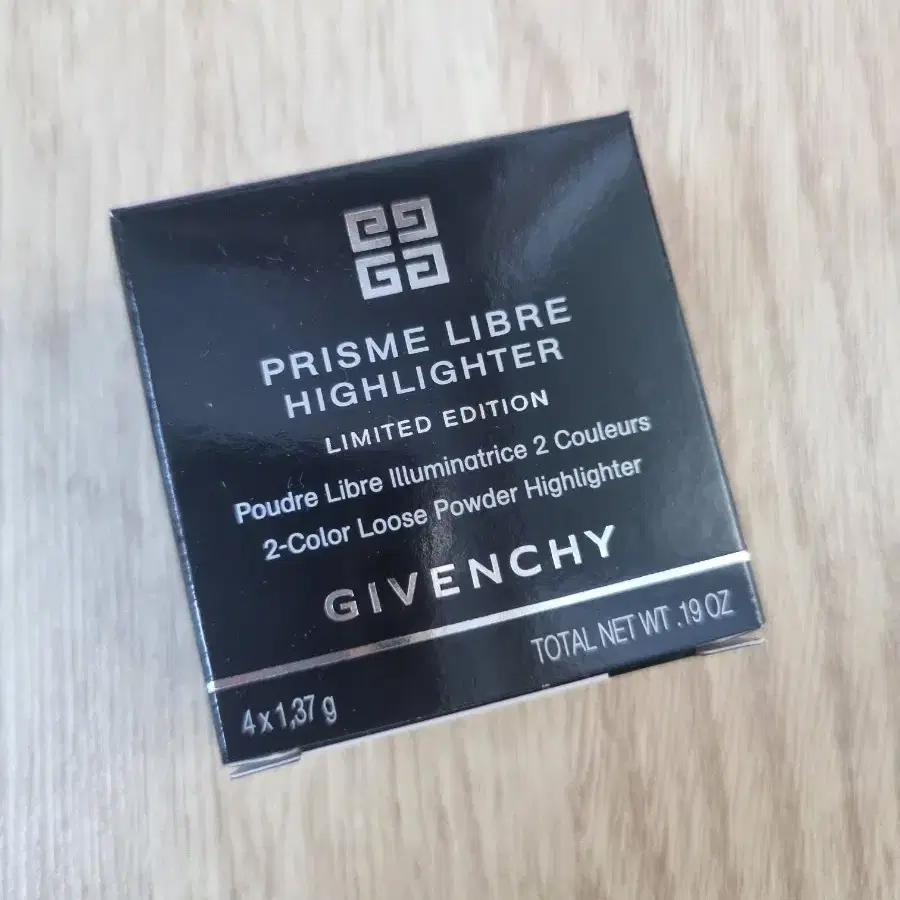 PRISME LIBRE
HIGHLIGHTER
LIMITED EDITION
Poudre Libre Illuminatrice 2 Couleurs
2-Color Loose Powder Highlighter
GIVENCHY
TOTAL NET WT .19 OZ
4 x 1,37 g